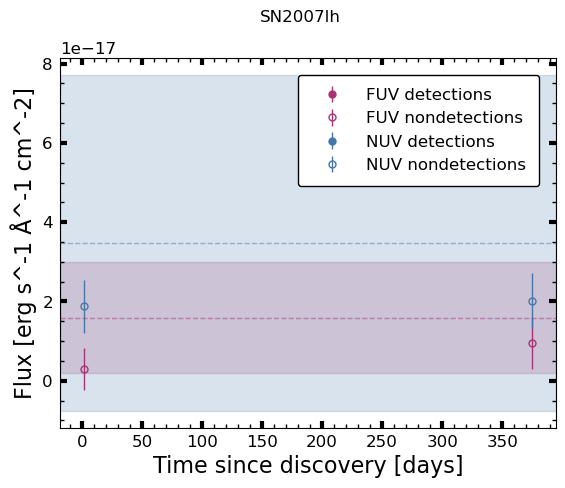 SN2007lh
1e−17
8
6
4
2
0
Flux [erg s^-1 Å^-1 cm^-2]
FUV detections
FUV nondetections
NUV detections
NUV nondetections
0 50 100 150 200 250 300 350
Time since discovery [days]